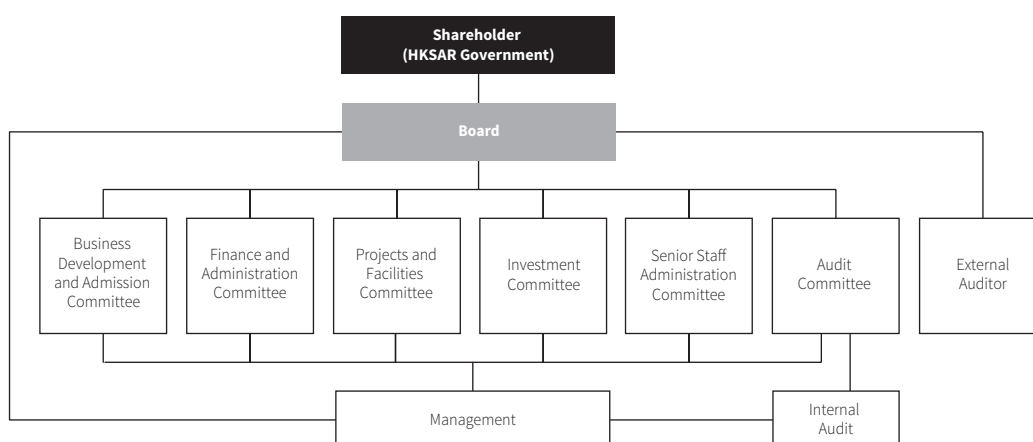 Shareholder
(HKSAR Government)
Board
Business
Development
and Admission
Committee
Finance and
Administration
Committee
Projects and
Facilities
Committee
Investment
Committee
Senior Staff
Administration
Committee
Audit
Committee
External
Auditor
Management
Internal
Audit